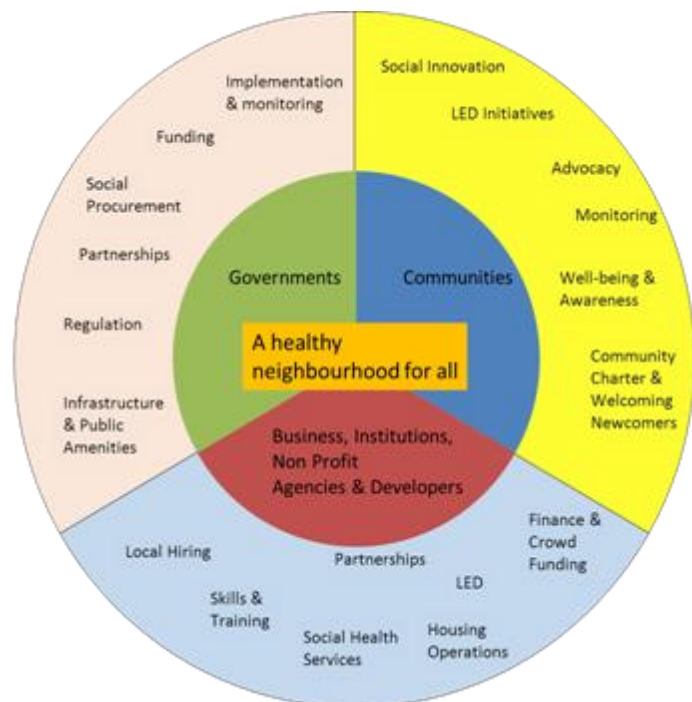 Implementation
& monitoring
Funding
Social
Procurement
Partnerships
Regulation
Infrastructure
& Public
Amenities
Social Innovation
LED Initiatives
Advocacy
Monitoring
Well-being &
Awareness
Community
Charter &
Welcoming
Newcomers
Governments
Communities
A healthy
neighbourhood for all
Business, Institutions,
Non Profit
Agencies & Developers
Local Hiring
Skills &
Training
Partnerships
Social Health
Services
LED
Housing
Operations
Finance &
Crowd
Funding